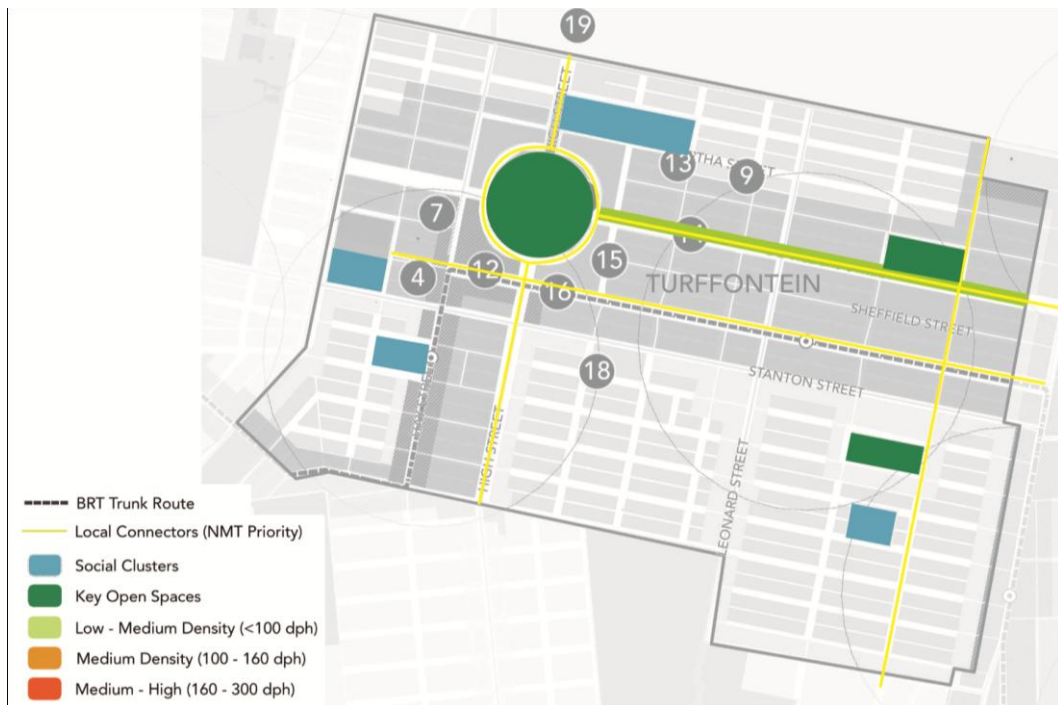 19
13
9
7
15
TURFFONTEIN
4
12
16
SHEFFIELD STREET
18
STANTON STREET
HIGH STREET
EONARD STREET
BRT Trunk Route
Local Connectors (NMT Priority)
Social Clusters
Key Open Spaces
Low - Medium Density (<100 dph)
Medium Density (100 - 160 dph)
Medium - High (160 - 300 dph)